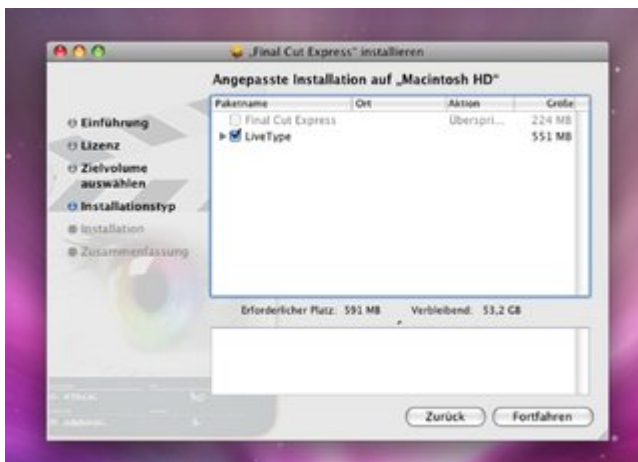 „Final Cut Express“ installieren
Angepasste Installation auf „Macintosh HD“
Paketname Ort Aktion Größe
Final Cut Express Überspri... 224 MB
LiveType 551 MB
Einführung
Lizenz
Zielvolume
auswählen
Installationstyp
Installation
Zusammenfassung
Erforderlicher Platz: 591 MB Verbleibend: 53,2 GB
Zurück Fortfahren